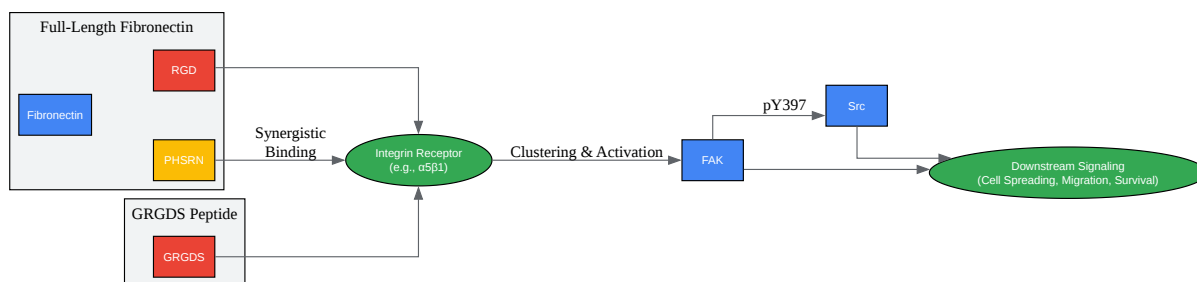 Full-Length Fibronectin
RGD
Fibronectin
PHSRN
Synergistic
Binding
Integrin Receptor
(e.g., α5β1)
Clustering & Activation
FAK
pY397
Src
Downstream Signaling
(Cell Spreading, Migration, Survival)
GRGDS Peptide
GRGDS